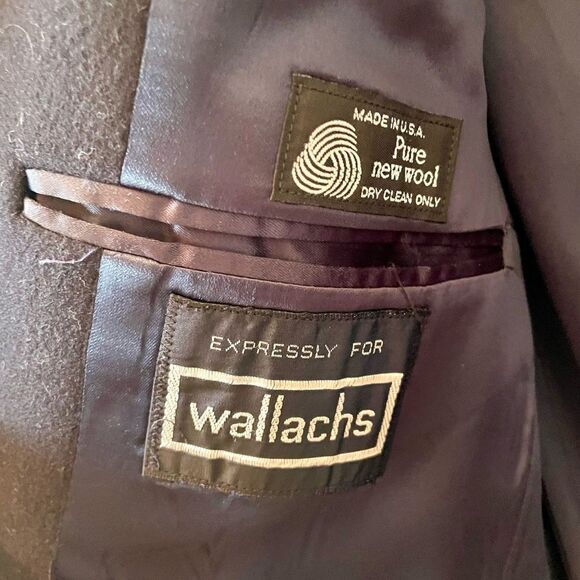 MADE IN U.S.A.
Pure
new wool
DRY CLEAN ONLY
EXPRESSLY FOR
wallachs